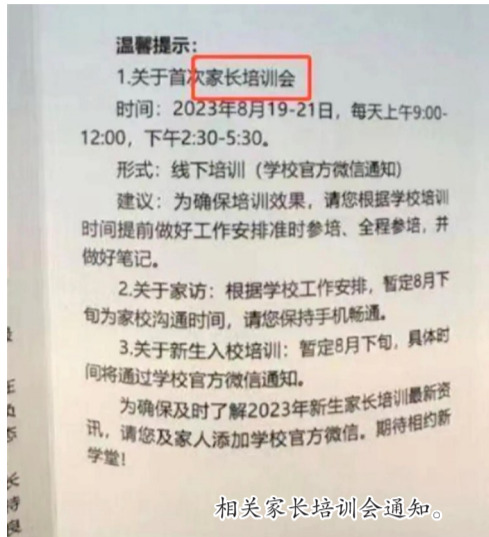 温馨提示：
1.关于首次家长培训会
时间：2023年8月19-21日，每天上午9:00-
12:00，下午2:30-5:30。
形式：线下培训（学校官方微信通知）
建议：为确保培训效果，请您根据学校培训
时间提前做好工作安排准时参培、全程参培，并
做好笔记。
2.关于家访：根据学校工作安排，暂定8月下
旬为家校沟通时间，请您保持手机畅通。
3.关于新生入校培训：暂定8月下旬，具体时
间将通过学校官方微信通知。
为确保及时了解2023年新生家长培训最新资
讯，请您及家人添加学校官方微信。期待相约新
学堂！
相关家长培训会通知。